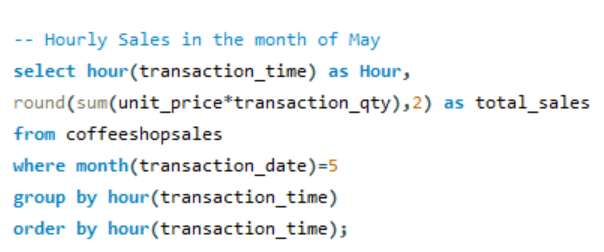 -- Hourly Sales in the month of May
select hour(transaction_time) as Hour,
round(sum(unit_price*transaction_qty),2) as total_sales
from coffeeshopsales
where month(transaction_date)=5
group by hour(transaction_time)
order by hour(transaction_time);